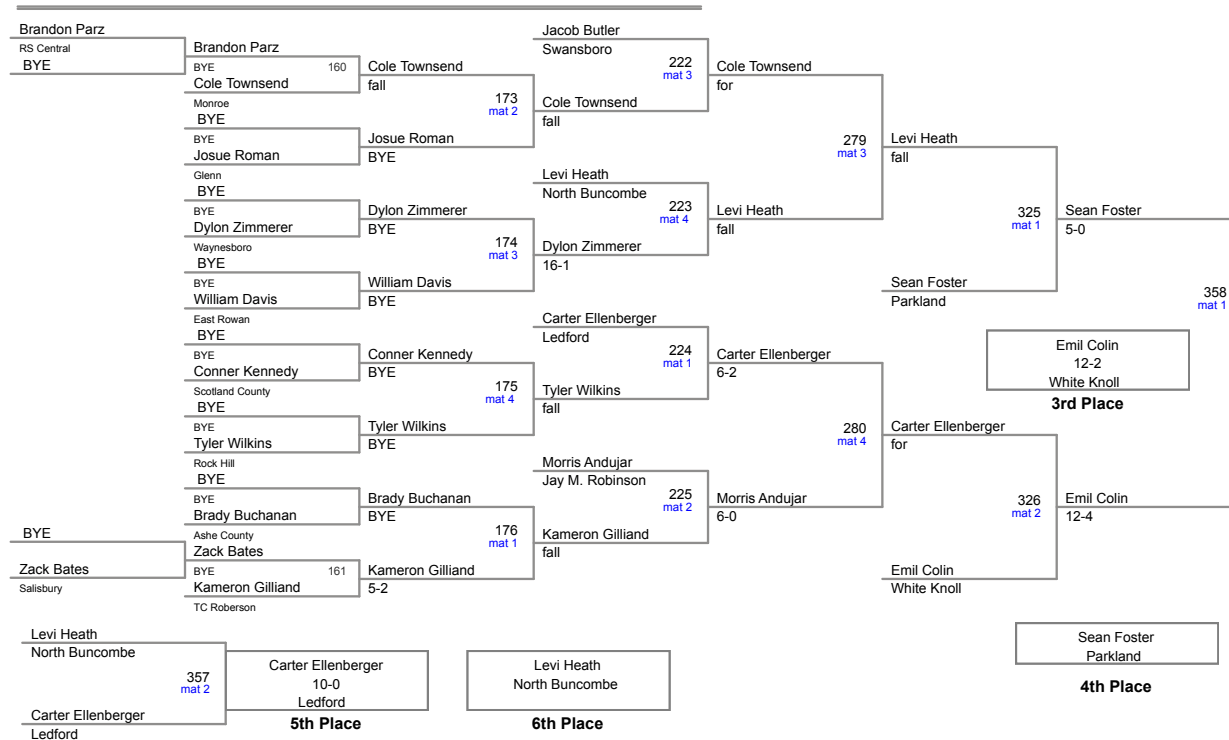 Brandon Parz
RS Central
BYE
Brandon Parz
BYE 160
Cole Townsend
Monroe
BYE
BYE
Josue Roman
Glenn
BYE
BYE
Dylon Zimmerer
Waynesboro
BYE
BYE
William Davis
East Rowan
BYE
BYE
Conner Kennedy
Scotland County
BYE
BYE
Tyler Wilkins
Rock Hill
BYE
BYE
Brady Buchanan
Ashe County
BYE
Zack Bates
Salisbury
Zack Bates
BYE 161
Kameron Gilliand
TC Roberson
Cole Townsend
fall
173
mat 2
Josue Roman
BYE
Dylon Zimmerer
BYE
174
mat 3
William Davis
BYE
Conner Kennedy
BYE
175
mat 4
Tyler Wilkins
BYE
Brady Buchanan
BYE
176
mat 1
Kameron Gilliand
5-2
Jacob Butler
Swansboro
222
mat 3
Cole Townsend
fall
Levi Heath
North Buncombe
223
mat 4
Dylon Zimmerer
16-1
Carter Ellenberger
Ledford
224
mat 1
Tyler Wilkins
fall
Morris Andujar
Jay M. Robinson
225
mat 2
Kameron Gilliand
fall
Cole Townsend
for
279
mat 3
Levi Heath
fall
Carter Ellenberger
6-2
280
mat 4
Morris Andujar
6-0
Levi Heath
fall
325
mat 1
Sean Foster
Parkland
Carter Ellenberger
for
326
mat 2
Emil Colin
White Knoll
Sean Foster
5-0
358
mat 1
Emil Colin
12-4
Emil Colin
12-2
White Knoll
3rd Place
Sean Foster
Parkland
4th Place
Levi Heath
North Buncombe
357
mat 2
Carter Ellenberger
Ledford
Carter Ellenberger
10-0
Ledford
5th Place
Levi Heath
North Buncombe
6th Place